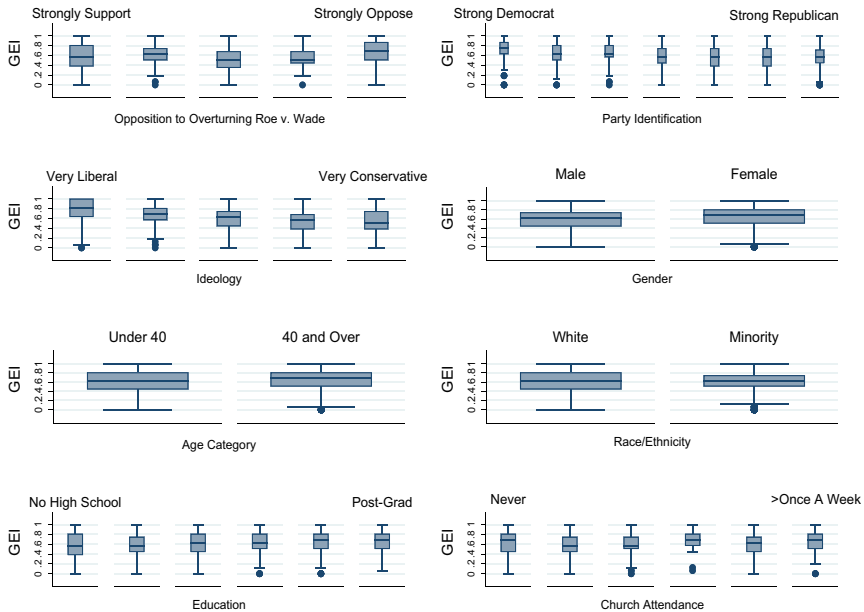 Strongly Support Strongly Oppose
GEI
0 .2 .4 .6 .8 1
Opposition to Overturning Roe v. Wade
Strong Democrat Strong Republican
GEI
0 .2 .4 .6 .8 1
Party Identification
Very Liberal Very Conservative
GEI
0 .2 .4 .6 .8 1
Ideology
Male Female
GEI
0 .2 .4 .6 .8 1
Gender
Under 40 40 and Over
GEI
0 .2 .4 .6 .8 1
Age Category
White Minority
GEI
0 .2 .4 .6 .8 1
Race/Ethnicity
No High School Post-Grad
GEI
0 .2 .4 .6 .8 1
Education
Never >Once A Week
GEI
0 .2 .4 .6 .8 1
Church Attendance